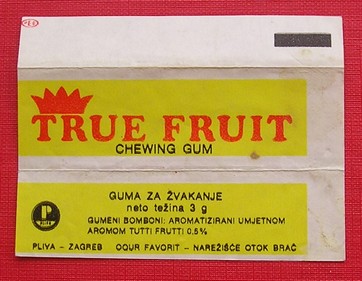 TRUE FRUIT
CHEWING GUM
GUMA ZA ŽVAKANJE
neto težina 3 g
GUMENI BOMBONI: AROMATIZIRANI UMJETNOM
AROMOM TUTTI FRUTTI 0,5%
P
PLIVA – ZAGREB OOUR FAVORIT – NAREŽIŠĆE OTOK BRAČ